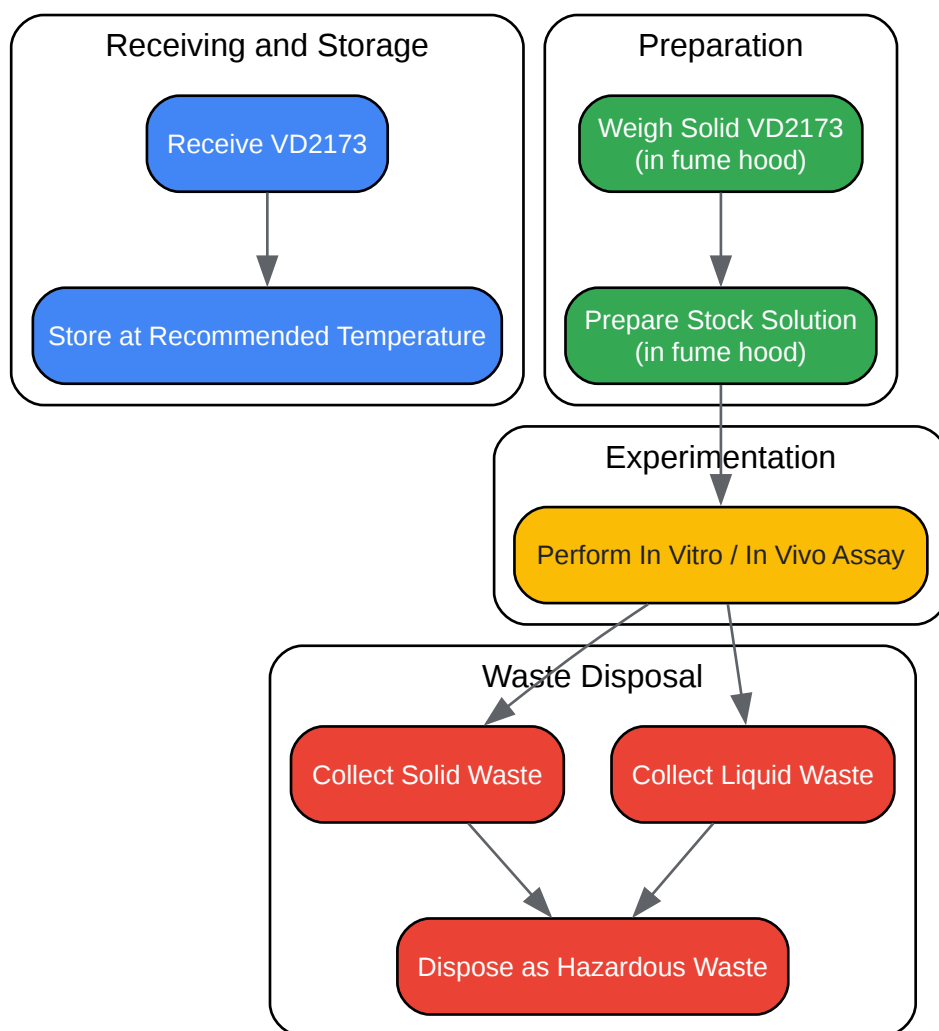 Receiving and Storage
Receive VD2173
Store at Recommended Temperature
Preparation
Weigh Solid VD2173
(in fume hood)
Prepare Stock Solution
(in fume hood)
Experimentation
Perform In Vitro / In Vivo Assay
Waste Disposal
Collect Solid Waste
Collect Liquid Waste
Dispose as Hazardous Waste